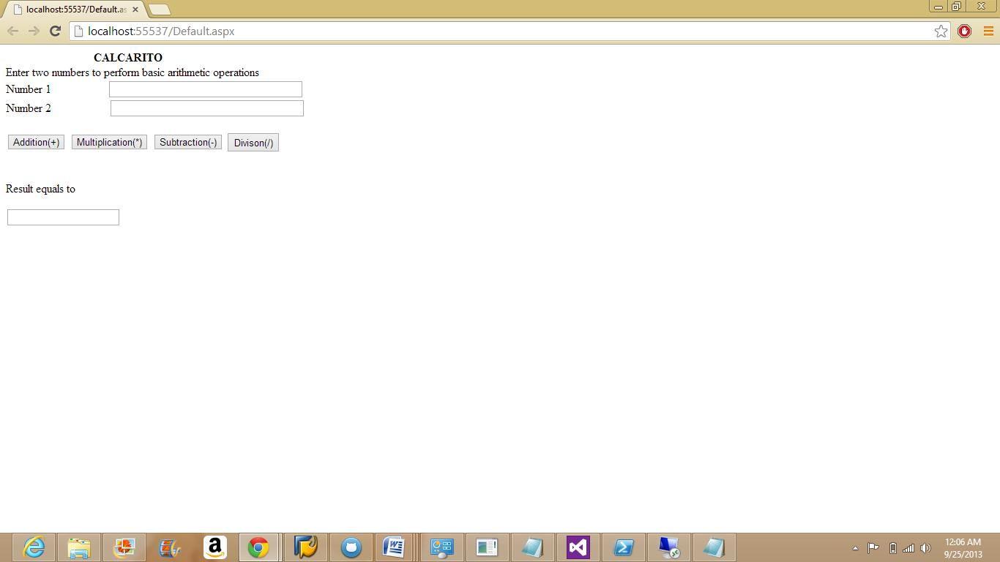 localhost:55537/Default.as
localhost:55537/Default.aspx
CALCARITO
Enter two numbers to perform basic arithmetic operations
Number 1
Number 2
Addition(+) Multiplication(*) Subtraction(-) Divison(/)
Result equals to
12:06 AM
9/25/2013